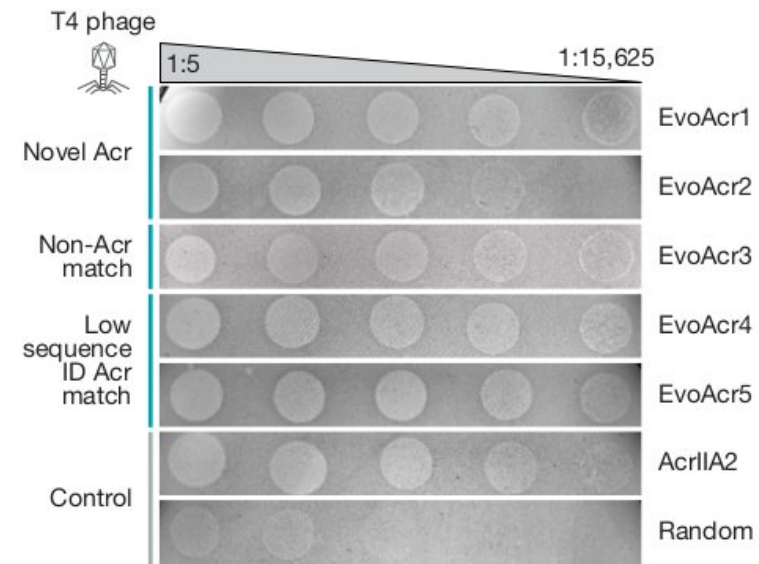 T4 phage
1:5
1:15,625
Novel Acr
EvoAcr1
EvoAcr2
Non-Acr
match
EvoAcr3
Low
sequence
ID Acr
match
EvoAcr4
EvoAcr5
Control
AcrIIA2
Random